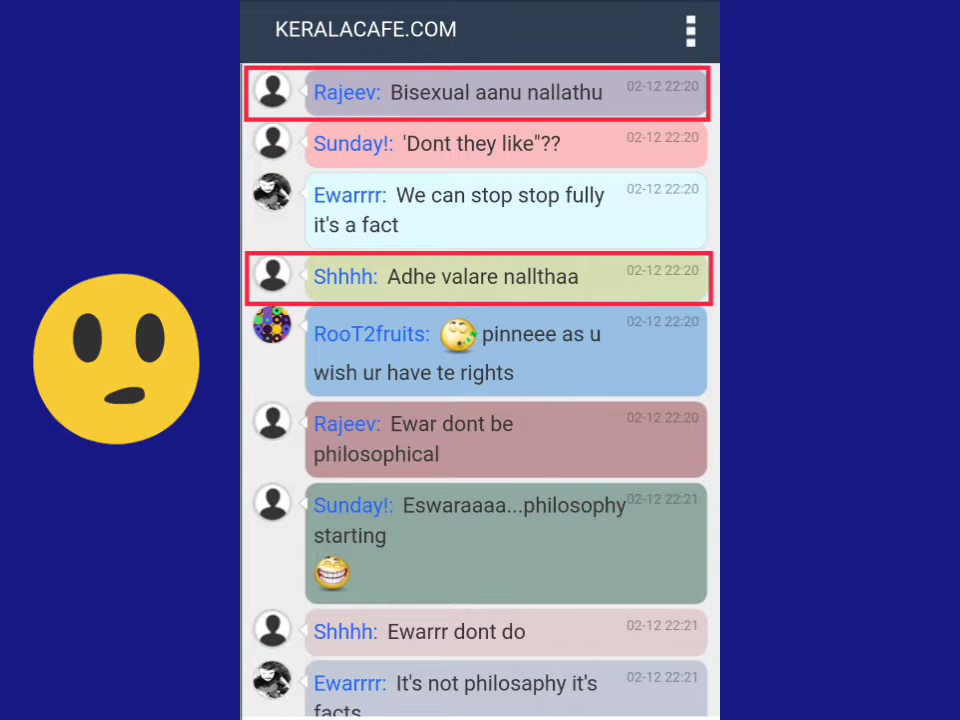 KERALACAFE.COM
Rajeev: Bisexual aanu nallathu 02-12 22:20
Sunday!: 'Dont they like"?? 02-12 22:20
Ewarrrr: We can stop stop fully 02-12 22:20
it's a fact
Shhhh: Adhe valare nallthaa 02-12 22:20
RooT2fruits: pinneee as u 02-12 22:20
wish ur have te rights
Rajeev: Ewar dont be 02-12 22:20
philosophical
Sunday!: Eswaraaaa...philosophy 02-12 22:21
starting
Shhhh: Ewarrr dont do 02-12 22:21
Ewarrrr: It's not philosaphy it's 02-12 22:21
facts